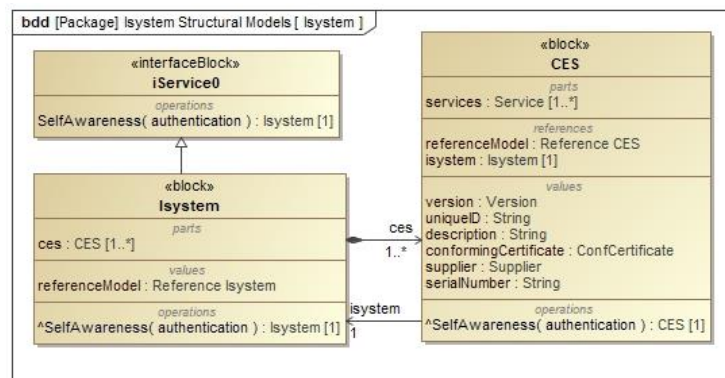 bdd [Package] Isystem Structural Models [ Isystem ]
«interfaceBlock»
iService0
operations
SelfAwareness( authentication ) : Isystem [1]
«block»
Isystem
parts
ces : CES [1..*]
values
referenceModel : Reference Isystem
operations
^SelfAwareness( authentication ) : Isystem [1]
ces
1..*
isystem
1
«block»
CES
parts
services : Service [1..*]
references
referenceModel : Reference CES
isystem : Isystem [1]
values
version : Version
uniqueID : String
description : String
conformingCertificate : ConfCertificate
supplier : Supplier
serialNumber : String
operations
^SelfAwareness( authentication ) : CES [1]